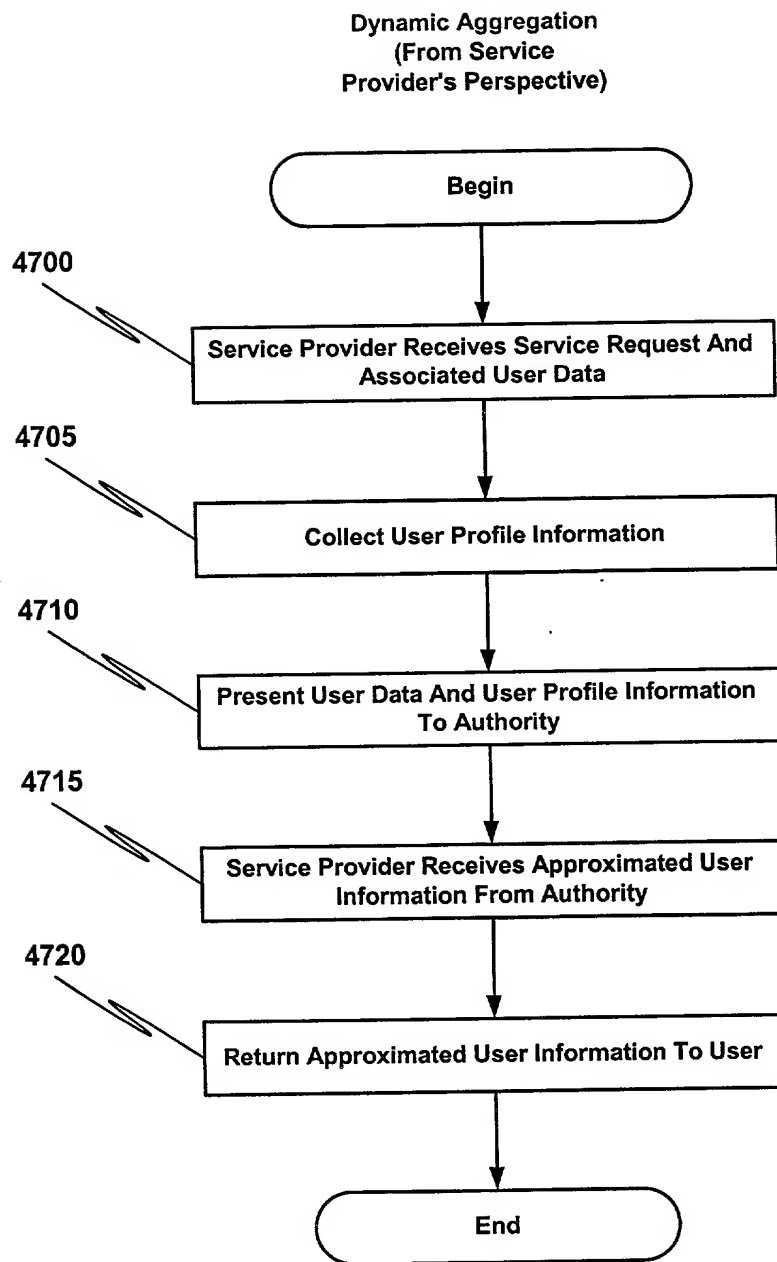 Dynamic Aggregation
(From Service
Provider's Perspective)
Begin
4700
Service Provider Receives Service Request And
Associated User Data
4705
Collect User Profile Information
4710
Present User Data And User Profile Information
To Authority
4715
Service Provider Receives Approximated User
Information From Authority
4720
Return Approximated User Information To User
End